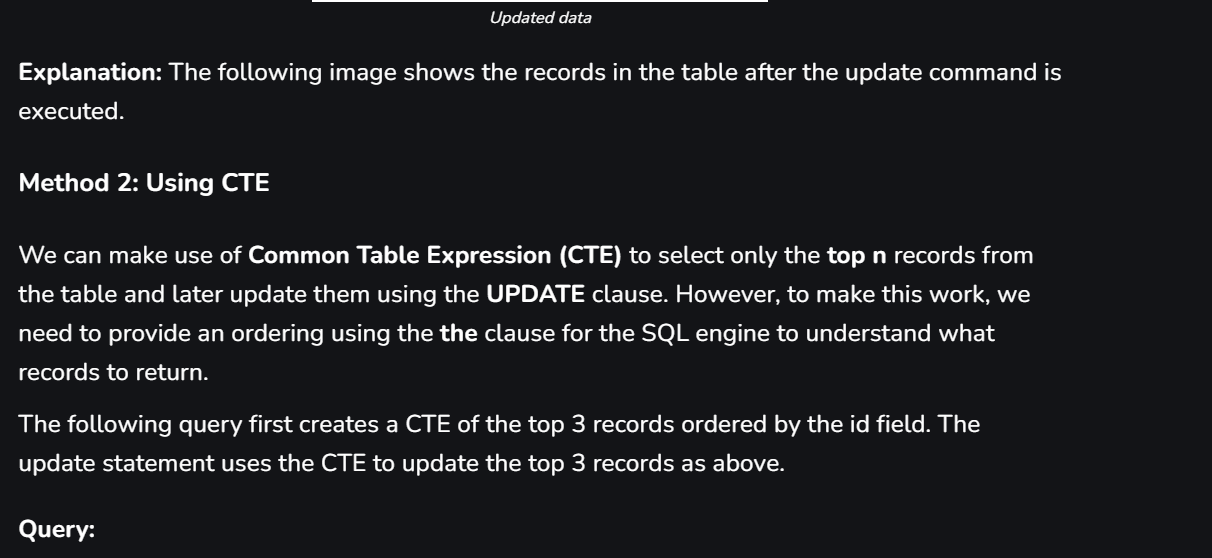 Updated data
Explanation: The following image shows the records in the table after the update command is
executed.
Method 2: Using CTE
We can make use of Common Table Expression (CTE) to select only the top n records from
the table and later update them using the UPDATE clause. However, to make this work, we
need to provide an ordering using the the clause for the SQL engine to understand what
records to return.
The following query first creates a CTE of the top 3 records ordered by the id field. The
update statement uses the CTE to update the top 3 records as above.
Query: